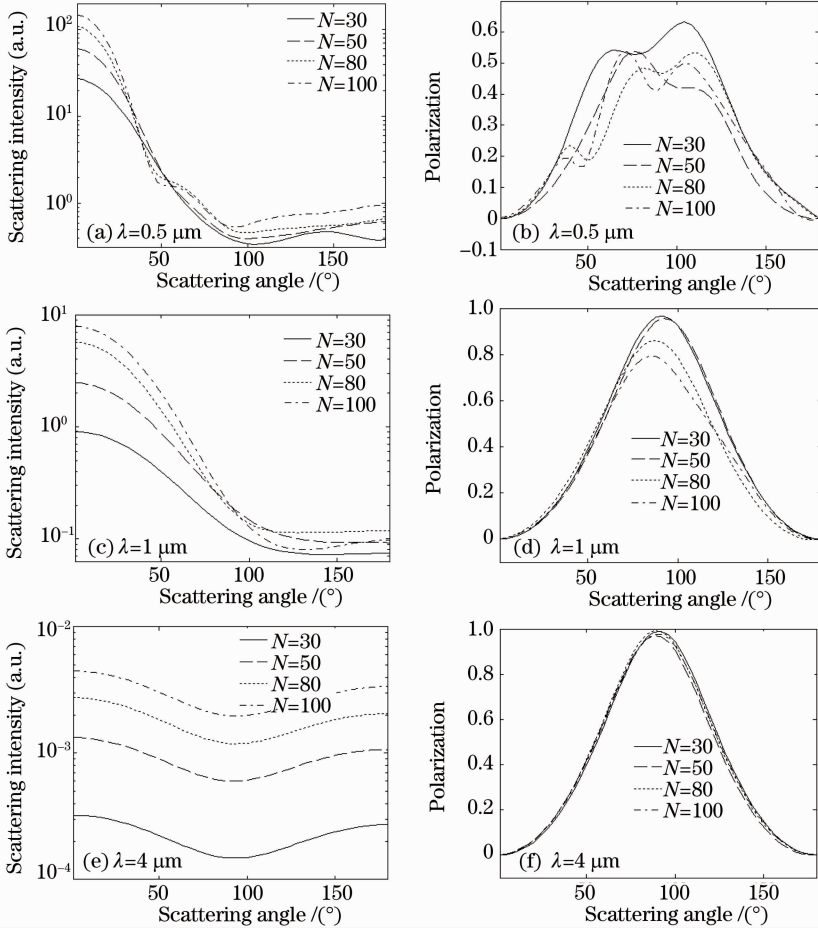 Scattering intensity (a.u.)
10²
10¹
10⁰
N=30
N=50
N=80
N=100
(a) λ=0.5 μm
50
100
150
Scattering angle /(°)
Polarization
0.6
0.5
0.4
0.3
0.2
0.1
0
−0.1
N=30
N=50
N=80
N=100
(b) λ=0.5 μm
50
100
150
Scattering angle /(°)
Scattering intensity (a.u.)
10¹
10⁰
10⁻¹
N=30
N=50
N=80
N=100
(c) λ=1 μm
50
100
150
Scattering angle /(°)
Polarization
1.0
0.8
.06
0.4
0.2
0
N=30
N=50
N=80
N=100
(d) λ=1 μm
50
100
150
Scattering angle /(°)
Scattering intensity (a.u.)
10⁻²
10⁻³
10⁻⁴
N=30
N=50
N=80
N=100
(e) λ=4 μm
50
100
150
Scattering angle /(°)
Polarization
1.0
0.8
0.6
0.4
0.2
0
N=30
N=50
N=80
N=100
(f) λ=4 μm
50
100
150
Scattering angle /(°)